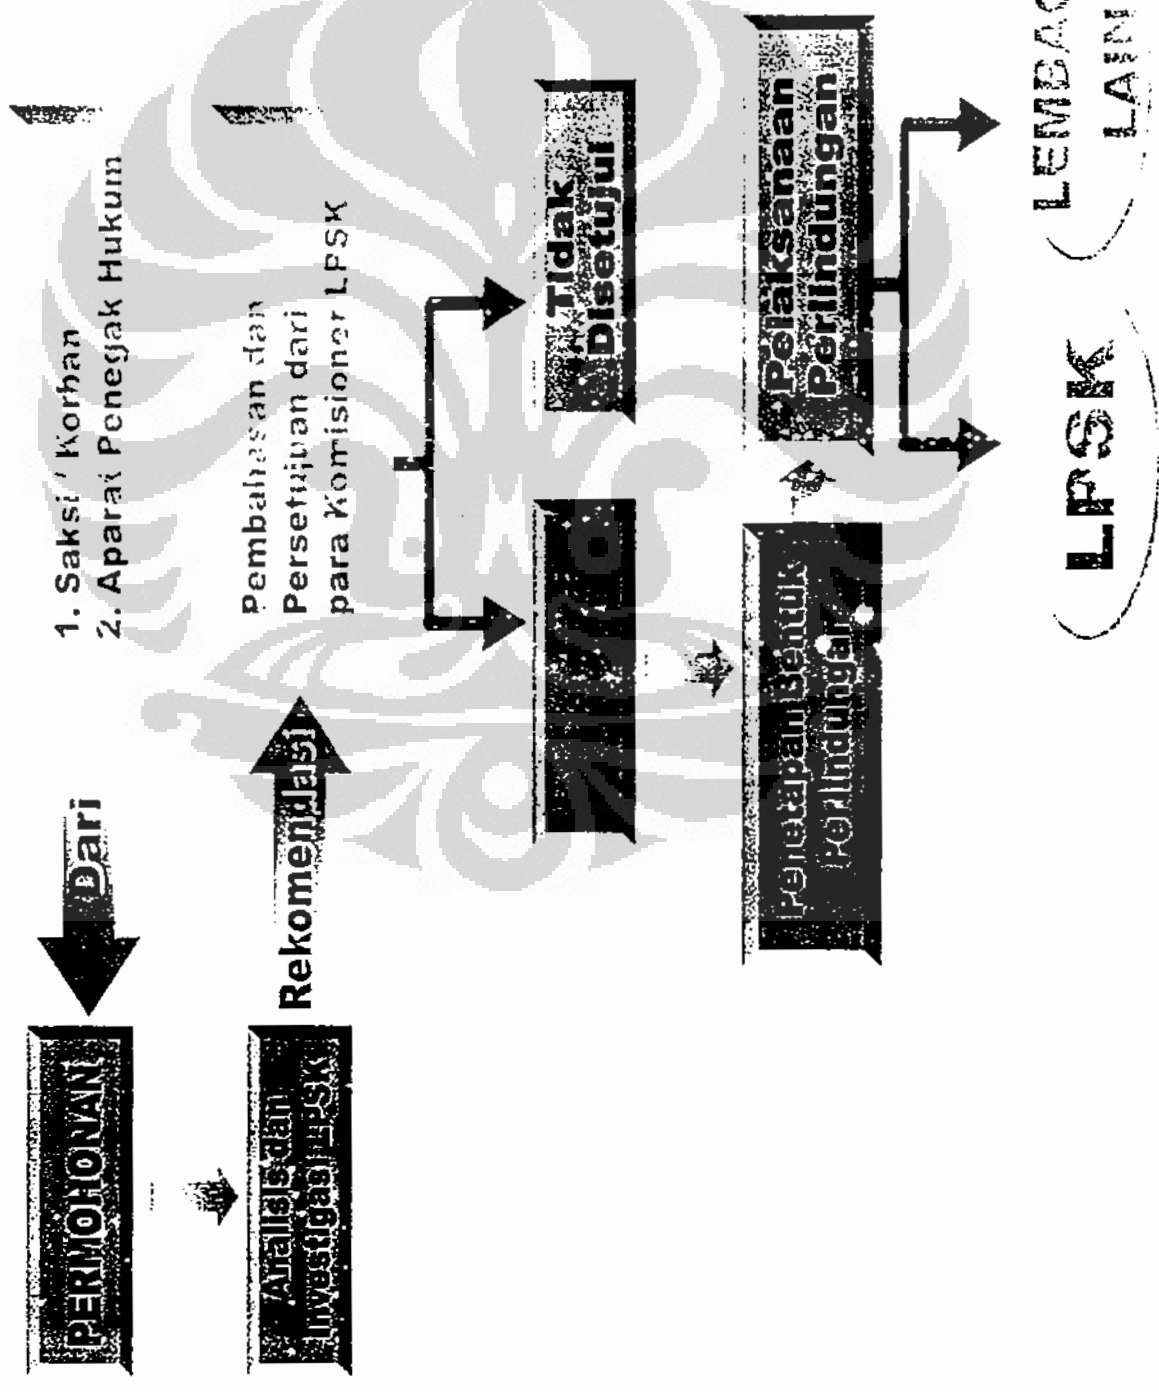 PERMOHONAN
Dari
1. Saksi / Korban
2. Aparat Penegak Hukum
Analisis dan
Investigasi LPSK
Rekomendasi
Pembahasan dan
Persetujuan dari
para Komisioner LPSK
Tidak
Disetujui
Penetapan Bentuk
Perlindungan
Pelaksanaan
Perlindungan
LPSK
LAIN